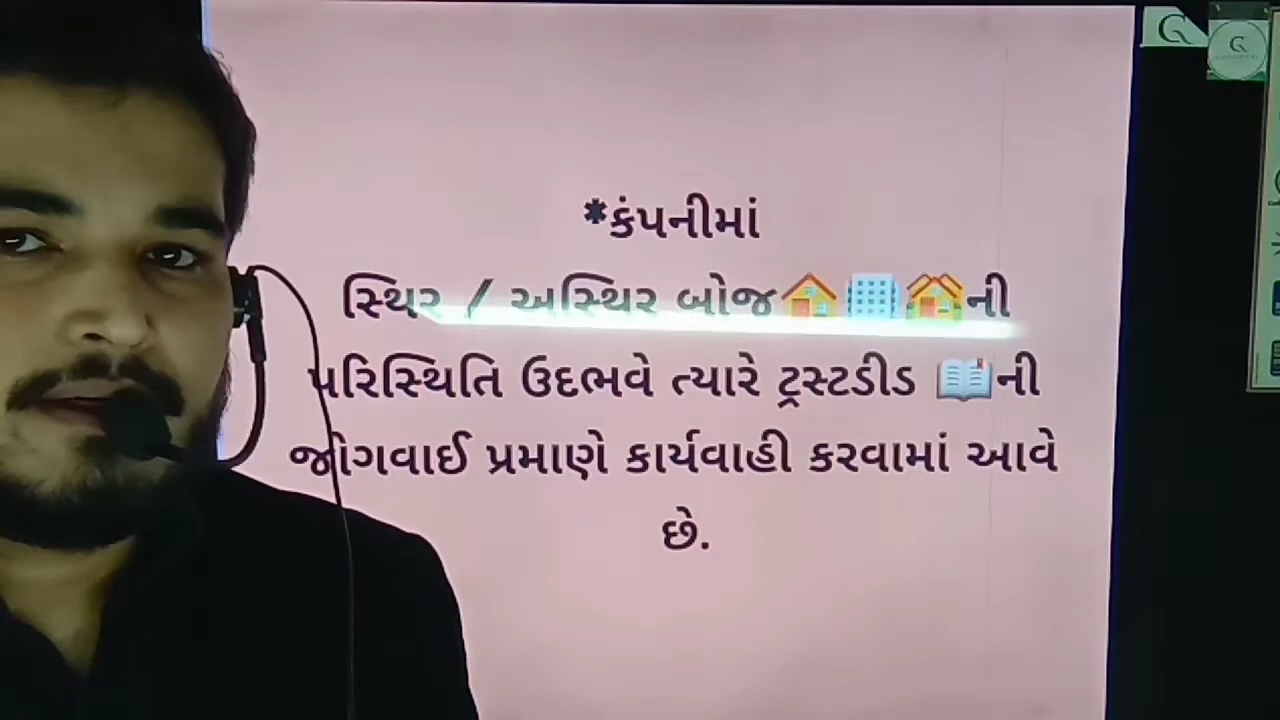 *કંપનીમાં
સ્થિર / અસ્થિર બોજ🏠🏢🏘ની
પરિસ્થિતિ ઉદભવે ત્યારે ટ્રસ્ટડીડ 📖ની
જોગવાઈ પ્રમાણે કાર્યવાહી કરવામાં આવે
છે.